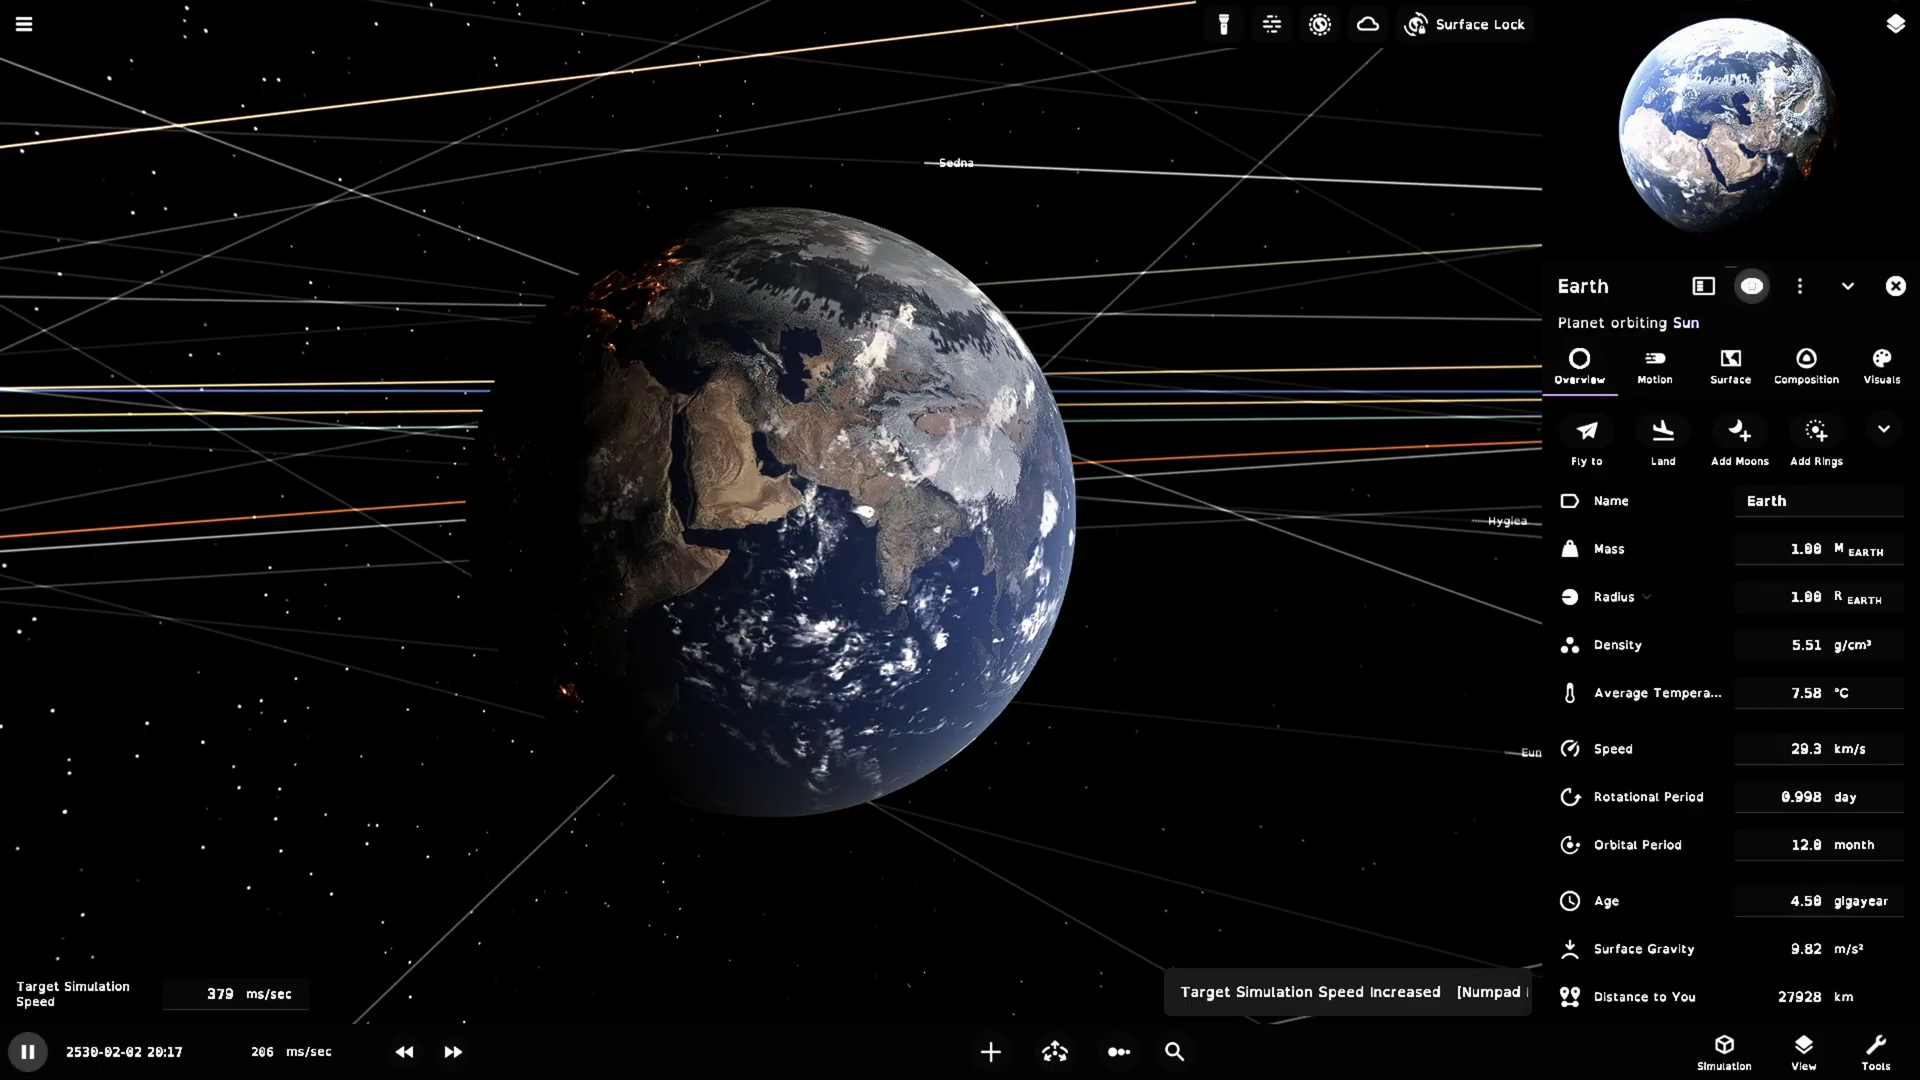 Surface Lock
Sedna
Hygiea
Eun
Earth
Planet orbiting Sun
Overview
Motion
Surface
Composition
Visuals
Fly to
Land
Add Moons
Add Rings
Name Earth
Mass 1.00 M EARTH
Radius 1.00 R EARTH
Density 5.51 g/cm³
Average Tempera... 7.58 °C
Speed 29.3 km/s
Rotational Period 0.998 day
Orbital Period 12.0 month
Age 4.50 gigayear
Surface Gravity 9.82 m/s²
Distance to You 27928 km
Target Simulation
Speed
379 ms/sec
Target Simulation Speed Increased [Numpad
2530-02-02 20:17
206 ms/sec
Simulation
View
Tools